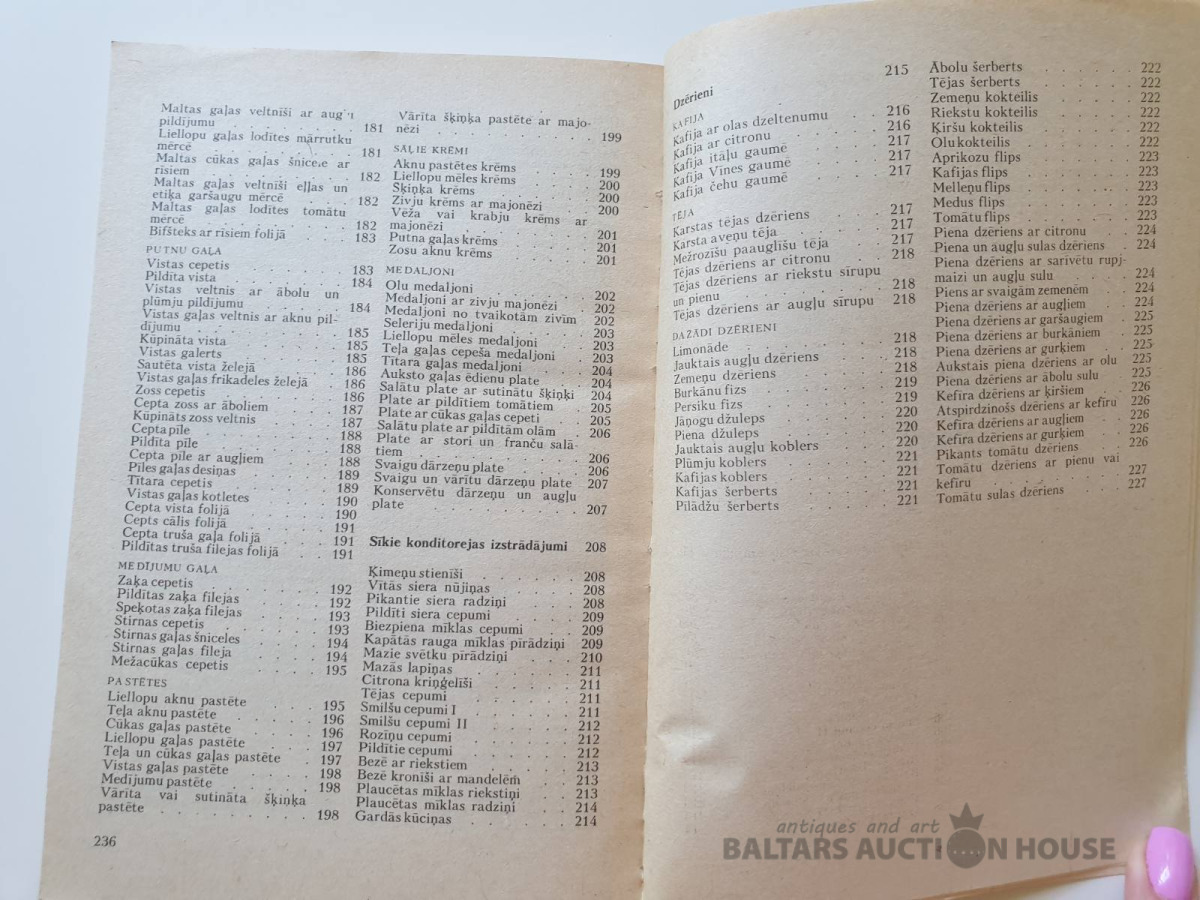 Maltas gaļas veltnīši ar augļu
pildījumu 181
Liellopu gaļas lodītes mārrutku
mērcē 181
Maltas cūkas gaļas šnicele ar
rīsiem 182
Maltas gaļas veltnīši eļļas un
etiķa garšaugu mērcē 182
Maltas gaļas lodītes tomātu
mērcē 182
Bifšteks ar rīsiem folijā 183
PUTNU GAĻA
Vistas cepetis 183
Pildīta vista 184
Vistas veltnis ar ābolu un
plūmju pildījumu 184
Vistas gaļas veltnis ar aknu pil-
dījumu 185
Kūpināta vista 185
Vistas galerts 185
Sautēta vista želejā 186
Vistas gaļas frikadeles želejā 186
Zoss cepetis 186
Cepta zoss ar āboliem 187
Kūpināts zoss veltnis 187
Cepta pīle 188
Pildīta pīle 188
Cepta pīle ar augļiem 188
Pīles gaļas desiņas 189
Tītara cepetis 189
Vistas gaļas kotletes 190
Cepta vista folijā 190
Cepts cālis folijā 191
Cepta truša gaļa folijā 191
Pildītas truša filejas folijā 191
MEDĪJUMU GAĻA
Zaķa cepetis 192
Pildītas zaķa filejas 192
Speķotas zaķa filejas 193
Stirnas cepetis 193
Stirnas gaļas šniceles 194
Stirnas gaļas fileja 194
Mežacūkas cepetis 195
PASTĒTES
Liellopu aknu pastēte 195
Teļa aknu pastēte 196
Cūkas gaļas pastēte 196
Liellopu gaļas pastēte 197
Teļa un cūkas gaļas pastēte 197
Vistas gaļas pastēte 198
Medījumu pastēte 198
Vārīta vai sutināta šķiņķa
pastēte 198
236
Vārīta šķiņķa pastēte ar majo-
nēzi 199
SĀĻIE KRĒMI
Aknu pastētes krēms 199
Liellopu mēles krēms 200
Šķiņķa krēms 200
Zivju krēms ar majonēzi 200
Vēža vai krabju krēms ar
majonēzi 201
Putna gaļas krēms 201
Zosu aknu krēms 201
MEDALJONI
Olu medaljoni 202
Medaljoni ar zivju majonēzi 202
Medaljoni no tvaikotām zivīm 202
Seleriju medaljoni 203
Liellopu mēles medaljoni 203
Teļa gaļas cepeša medaljoni 203
Tītara gaļas medaljoni 204
Auksto gaļas ēdienu plate 204
Salātu plate ar sutinātu šķiņķi 204
Plate ar pildītiem tomātiem 205
Plate ar cūkas gaļas cepeti 205
Salātu plate ar pildītām olām 206
Plate ar stori un franču salā-
tiem 206
Svaigu dārzeņu plate 206
Svaigu un vārītu dārzeņu plate 207
Konservētu dārzeņu un augļu
plate 207
Sīkie konditorejas izstrādājumi 208
Ķimeņu stienīši 208
Vītās siera nūjiņas 208
Pikantie siera radziņi 208
Pildīti siera cepumi 209
Biezpiena mīklas cepumi 209
Kapātās rauga mīklas pīrādziņi 209
Mazie svētku pīrādziņi 210
Mazās lapiņas 211
Citrona kriņģelīši 211
Tējas cepumi 211
Smilšu cepumi I 211
Smilšu cepumi II 212
Rozīņu cepumi 212
Pildītie cepumi 212
Bezē ar riekstiem 213
Bezē kroņīši ar mandelēm 213
Plaucētas mīklas riekstiņi 213
Plaucētas mīklas radziņi 214
Gardās kūciņas 214
Dzērieni 215
KAFIJA
Kafija ar olas dzeltenumu 216
Kafija ar citronu 216
Kafija itāļu gaumē 217
Kafija Vīnes gaumē 217
Kafija čehu gaumē 217
TĒJA
Karstas tējas dzēriens 217
Karsta aveņu tēja 217
Mežrozīšu paaugļīšu tēja 217
Tējas dzēriens ar citronu 218
Tējas dzēriens ar riekstu sīrupu
un pienu 218
Tējas dzēriens ar augļu sīrupu 218
DAŽĀDI DZĒRIENI
Limonāde 218
Jauktais augļu dzēriens 218
Zemeņu dzēriens 218
Burkānu fizs 219
Persiku fizs 219
Jāņogu džuleps 220
Piena džuleps 220
Jauktais augļu koblers 220
Plūmju koblers 221
Kafijas koblers 221
Kafijas šerberts 221
Pīlādžu šerberts 221
Ābolu šerberts 222
Tējas šerberts 222
Zemeņu kokteilis 222
Riekstu kokteilis 222
Ķiršu kokteilis 222
Olu kokteilis 222
Aprikozu flips 223
Kafijas flips 223
Melleņu flips 223
Medus flips 223
Tomātu flips 223
Piena dzēriens ar citronu 224
Piena un augļu sulas dzēriens 224
Piena dzēriens ar sarīvētu rupj-
maizi un augļu sulu 224
Piens ar svaigām zemenēm 224
Piena dzēriens ar augļiem 224
Piena dzēriens ar garšaugiem 225
Piena dzēriens ar burkāniem 225
Piena dzēriens ar gurķiem 225
Aukstais piena dzēriens ar olu 225
Piena dzēriens ar ābolu sulu 225
Kefīra dzēriens ar ķiršiem 226
Atspirdzinošs dzēriens ar kefīru 226
Kefīra dzēriens ar augļiem 226
Kefīra dzēriens ar gurķiem 226
Pikants tomātu dzēriens 226
Tomātu dzēriens ar pienu vai
kefīru 227
Tomātu sulas dzēriens 227
antiques and art
BALTARS AUCTION HOUSE